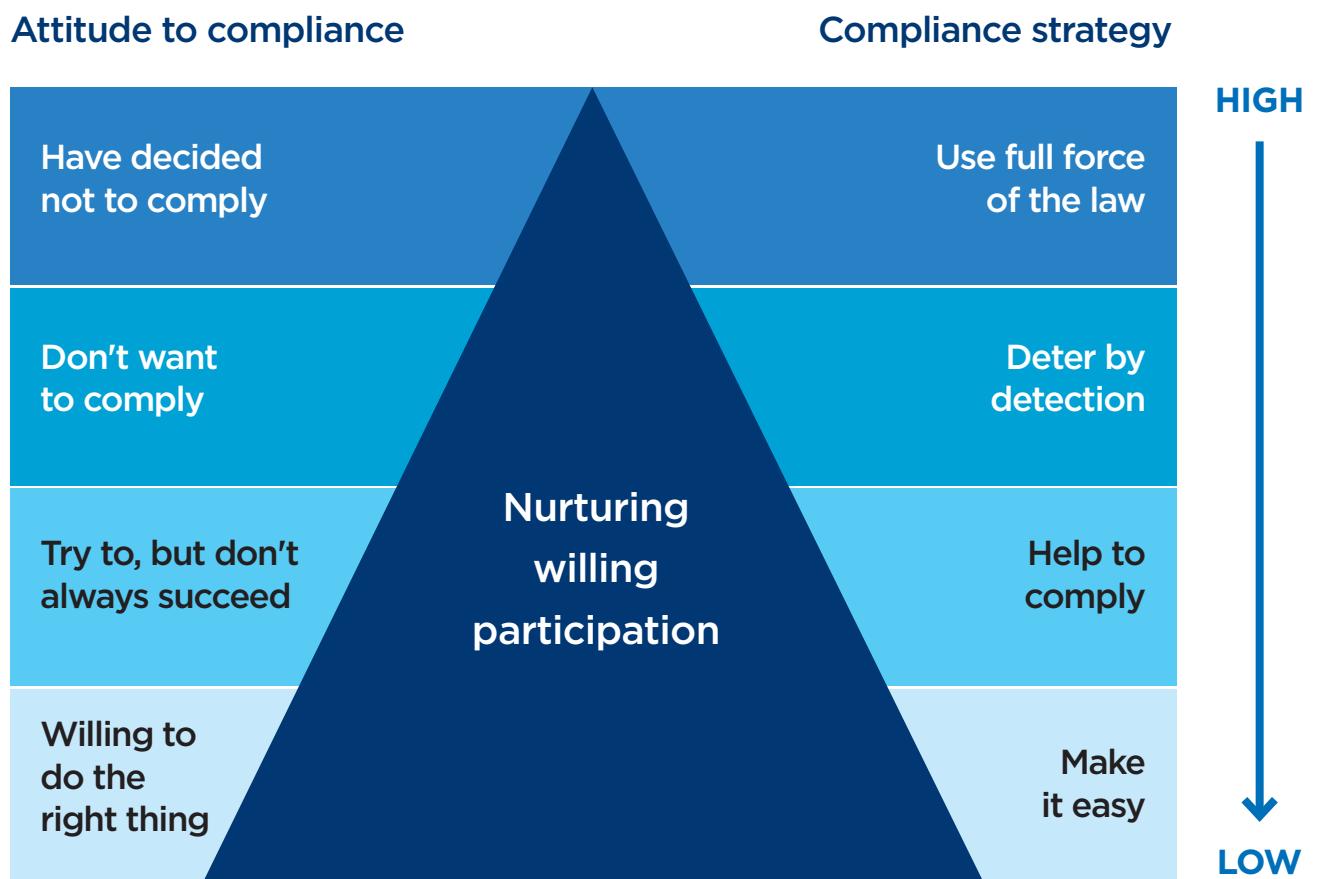 Attitude to compliance
Compliance strategy
HIGH
Have decided
not to comply
Use full force
of the law
Don't want
to comply
Deter by
detection
Nurturing
willing
participation
Try to, but don't
always succeed
Help to
comply
Willing to
do the
right thing
Make
it easy
LOW